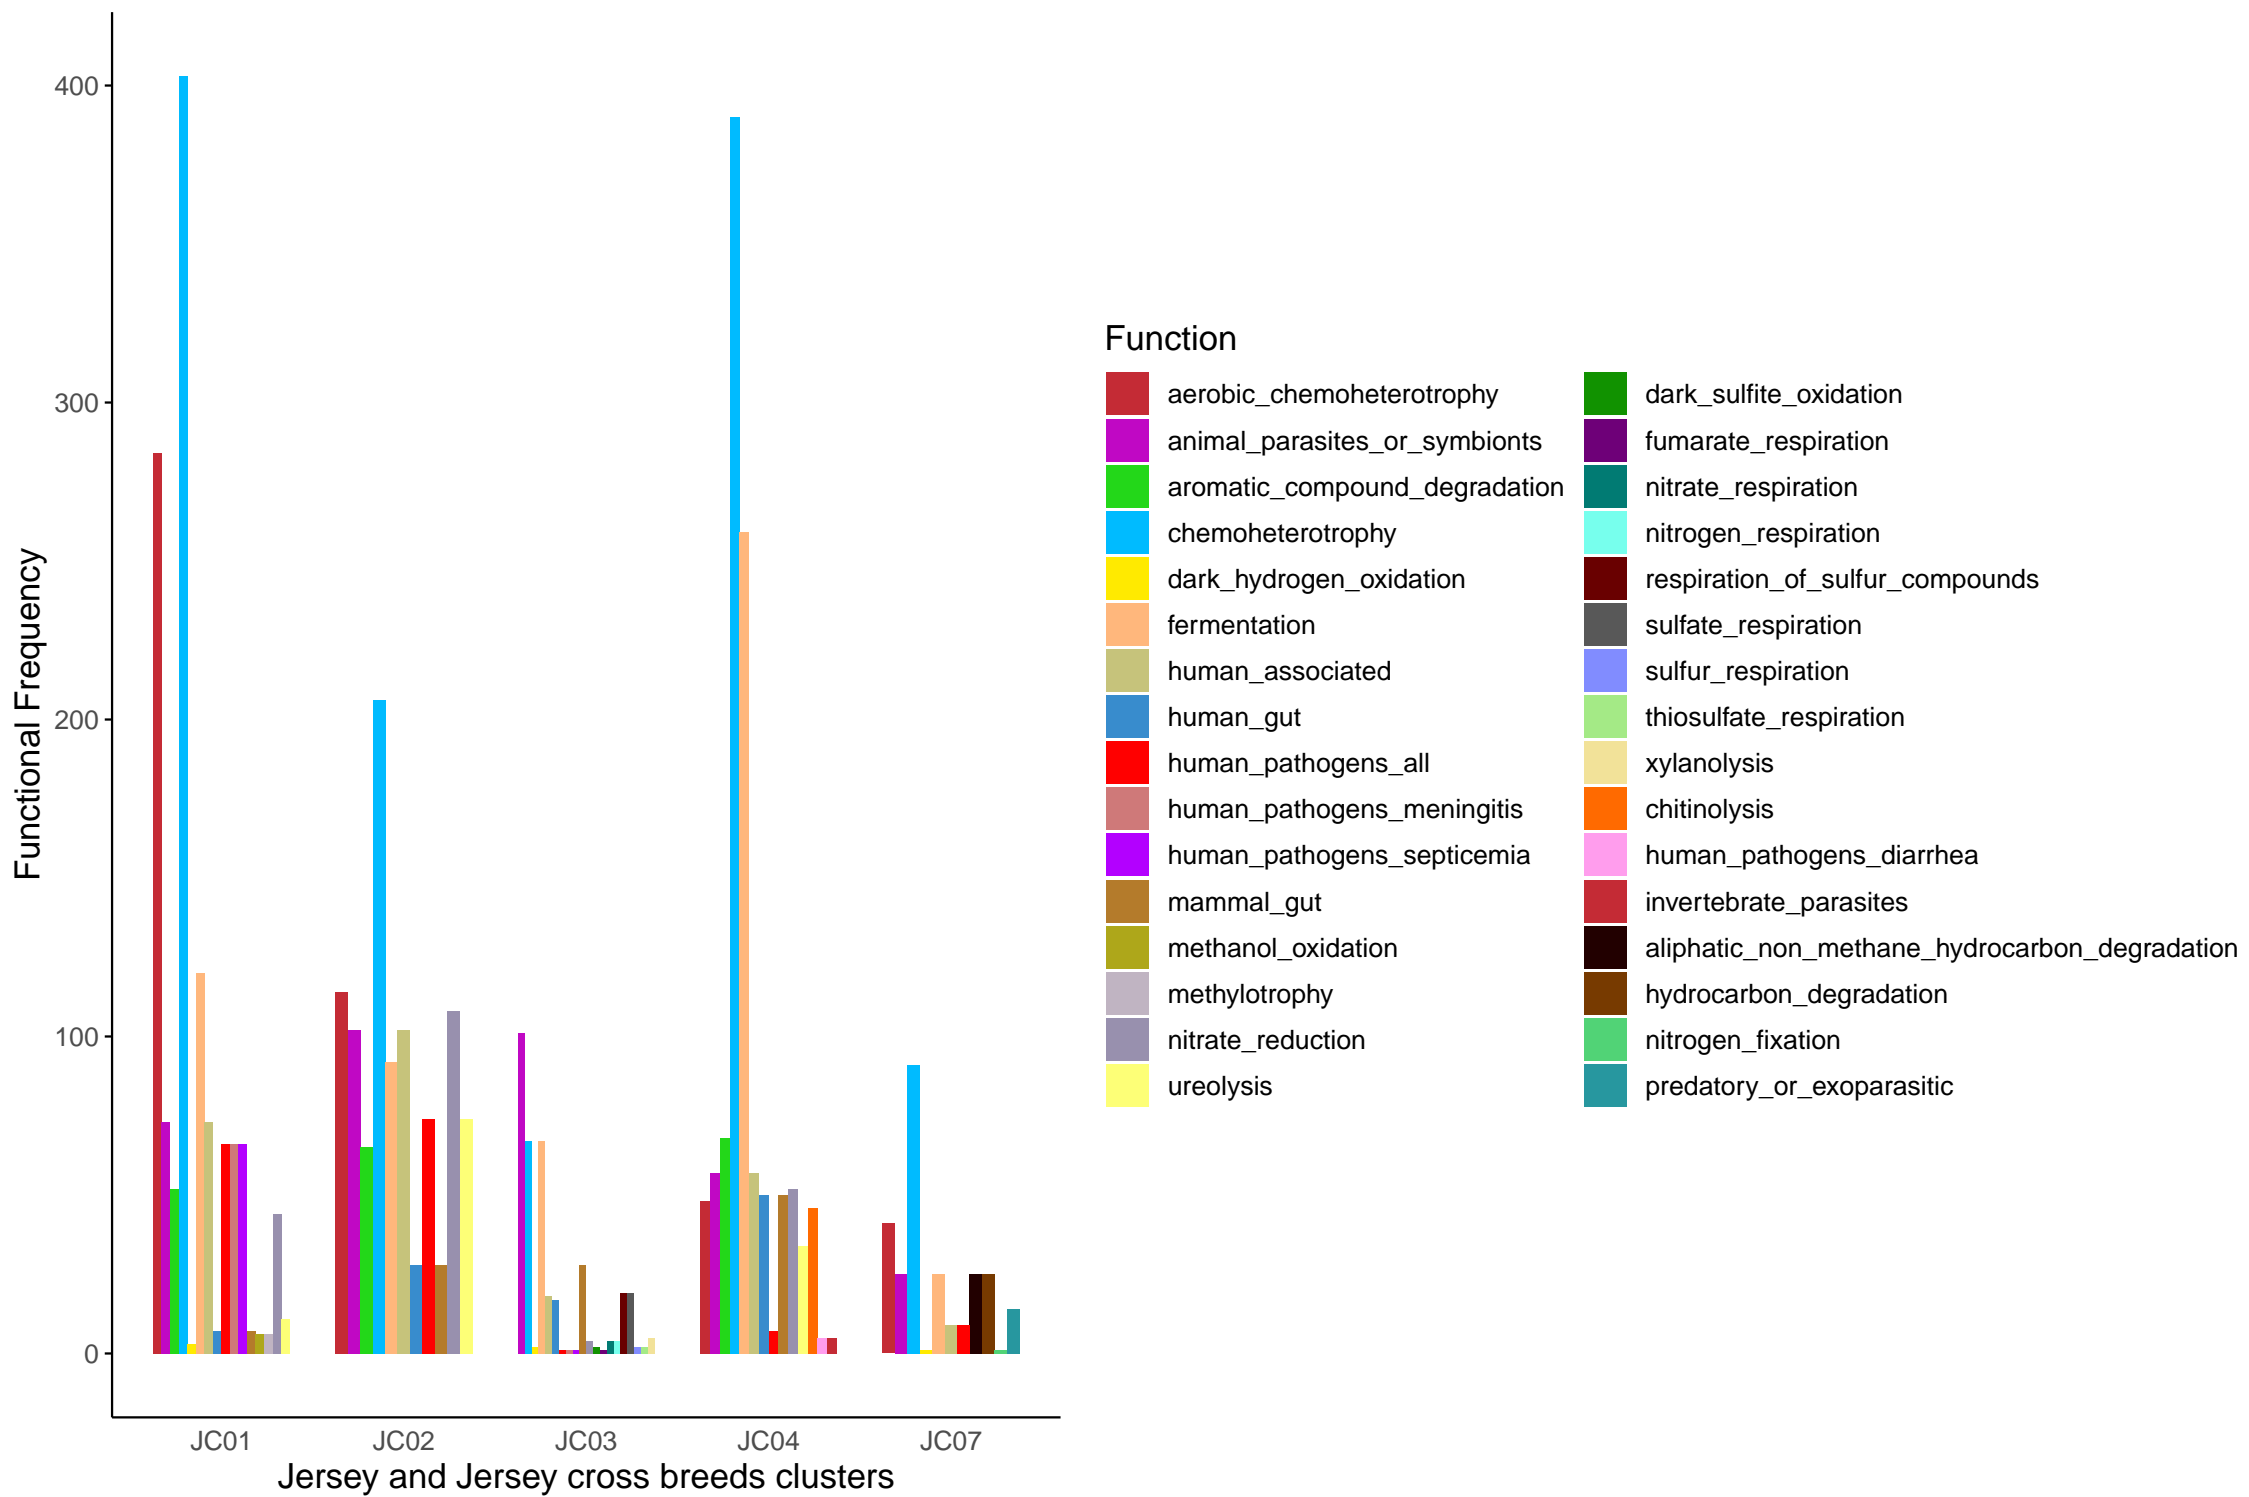 Functional Frequency
400
300
200
100
0
JC01
JC02
JC03
JC04
JC07
Jersey and Jersey cross breeds clusters
Function
aerobic_chemoheterotrophy
animal_parasites_or_symbionts
aromatic_compound_degradation
chemoheterotrophy
dark_hydrogen_oxidation
fermentation
human_associated
human_gut
human_pathogens_all
human_pathogens_meningitis
human_pathogens_septicemia
mammal_gut
methanol_oxidation
methylotrophy
nitrate_reduction
ureolysis
dark_sulfite_oxidation
fumarate_respiration
nitrate_respiration
nitrogen_respiration
respiration_of_sulfur_compounds
sulfate_respiration
sulfur_respiration
thiosulfate_respiration
xylanolysis
chitinolysis
human_pathogens_diarrhea
invertebrate_parasites
aliphatic_non_methane_hydrocarbon_degradation
hydrocarbon_degradation
nitrogen_fixation
predatory_or_exoparasitic